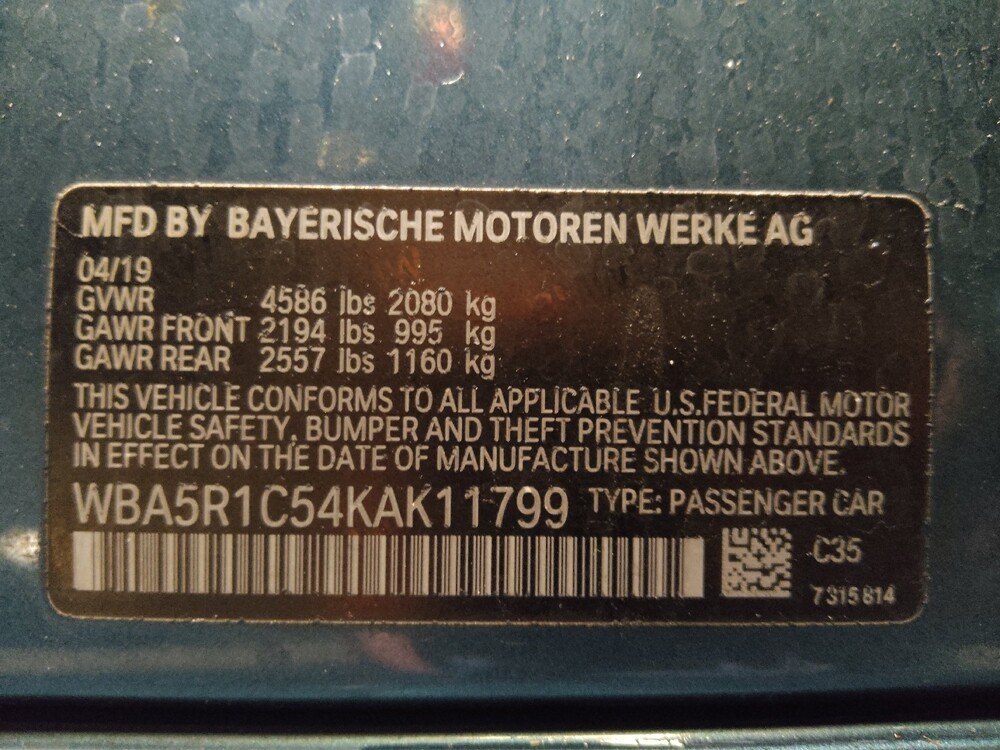 MFD BY BAYERISCHE MOTOREN WERKE AG
04/19
GVWR 4586 lbs 2080 kg
GAWR FRONT 2194 lbs 995 kg
GAWR REAR 2557 lbs 1160 kg
THIS VEHICLE CONFORMS TO ALL APPLICABLE U.S.FEDERAL MOTOR
VEHICLE SAFETY, BUMPER AND THEFT PREVENTION STANDARDS
IN EFFECT ON THE DATE OF MANUFACTURE SHOWN ABOVE.
WBA5R1C54KAK11799 TYPE: PASSENGER CAR
C35
7315814